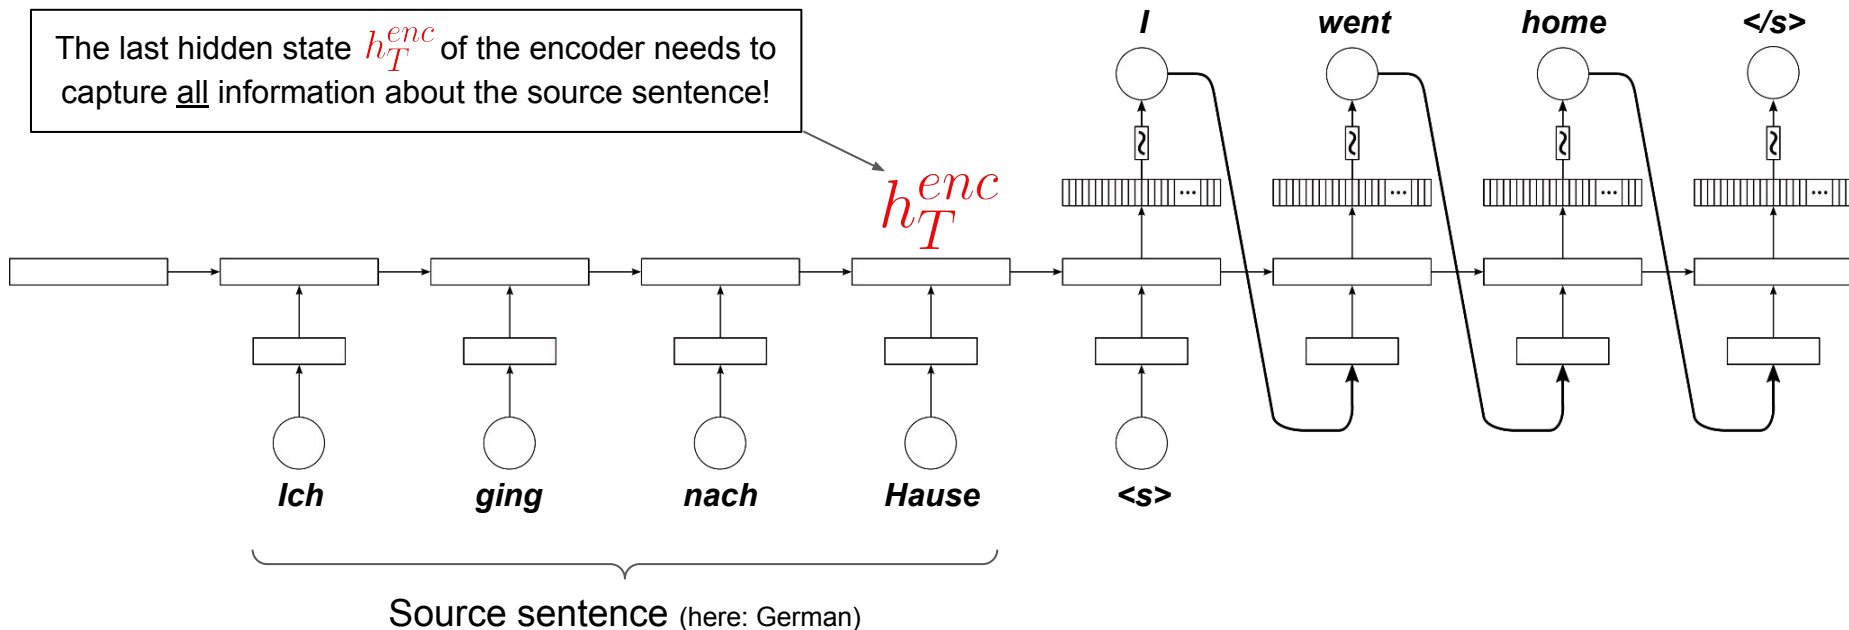 The last hidden state h_T^{enc} of the encoder needs to
capture all information about the source sentence!
h_T^{enc}
I went home </s>
... ... ... ...
Ich ging nach Hause <s>
Source sentence (here: German)